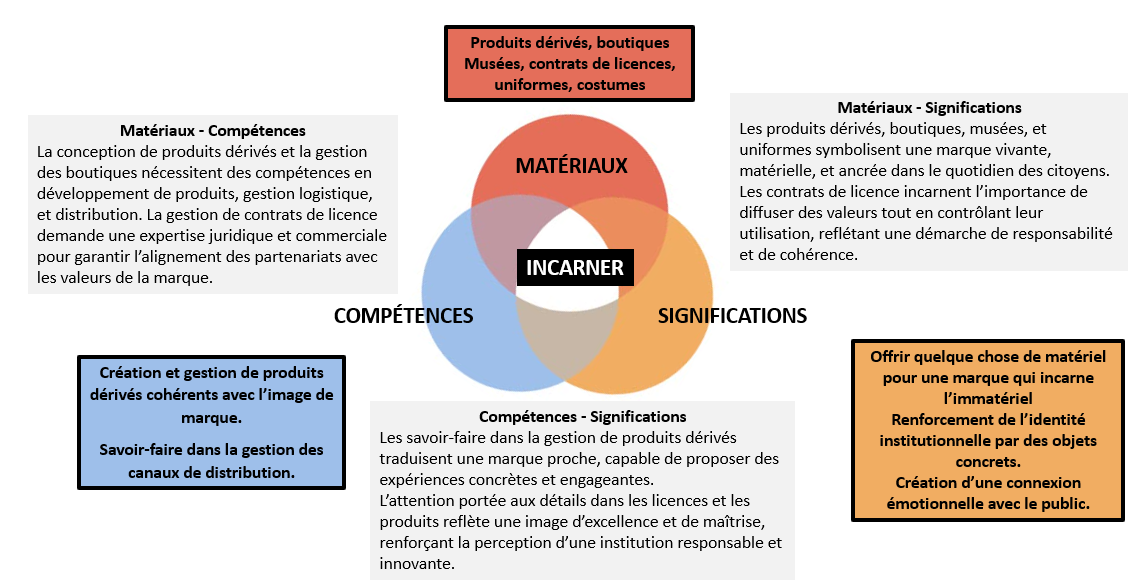 Produits dérivés, boutiques
Musées, contrats de licences,
uniformes, costumes
Matériaux - Compétences
La conception de produits dérivés et la gestion
des boutiques nécessitent des compétences en
développement de produits, gestion logistique,
et distribution. La gestion de contrats de licence
demande une expertise juridique et commerciale
pour garantir l’alignement des partenariats avec
les valeurs de la marque.
Matériaux - Significations
Les produits dérivés, boutiques, musées, et
uniformes symbolisent une marque vivante,
matérielle, et ancrée dans le quotidien des citoyens.
Les contrats de licence incarnent l’importance de
diffuser des valeurs tout en contrôlant leur
utilisation, reflétant une démarche de responsabilité
et de cohérence.
MATÉRIAUX
INCARNER
COMPÉTENCES
SIGNIFICATIONS
Création et gestion de produits
dérivés cohérents avec l’image de
marque.
Savoir-faire dans la gestion des
canaux de distribution.
Compétences - Significations
Les savoir-faire dans la gestion de produits dérivés
traduisent une marque proche, capable de proposer des
expériences concrètes et engageantes.
L’attention portée aux détails dans les licences et les
produits reflète une image d’excellence et de maîtrise,
renforçant la perception d’une institution responsable et
innovante.
Offrir quelque chose de matériel
pour une marque qui incarne
l’immatériel
Renforcement de l’identité
institutionnelle par des objets
concrets.
Création d’une connexion
émotionnelle avec le public.